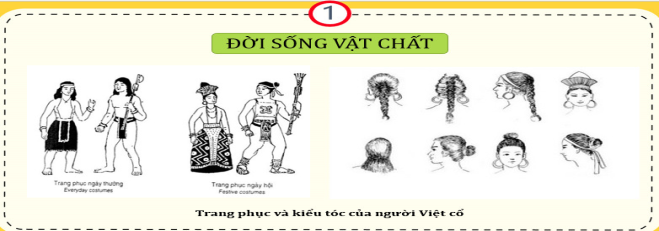 1
ĐỜI SỐNG VẬT CHẤT
Trang phục ngày thường
Everyday costumes
Trang phục ngày hội
Festive costumes
Trang phục và kiểu tóc của người Việt cổ